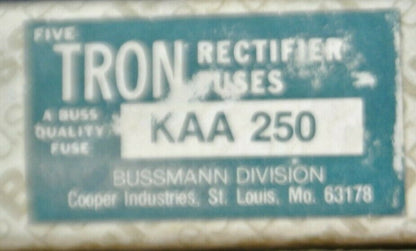 FIVE
TRON RECTIFIER
FUSES
A BUSS
QUALITY
FUSE
KAA 250
BUSSMANN DIVISION
Cooper Industries, St. Louis, Mo. 63178